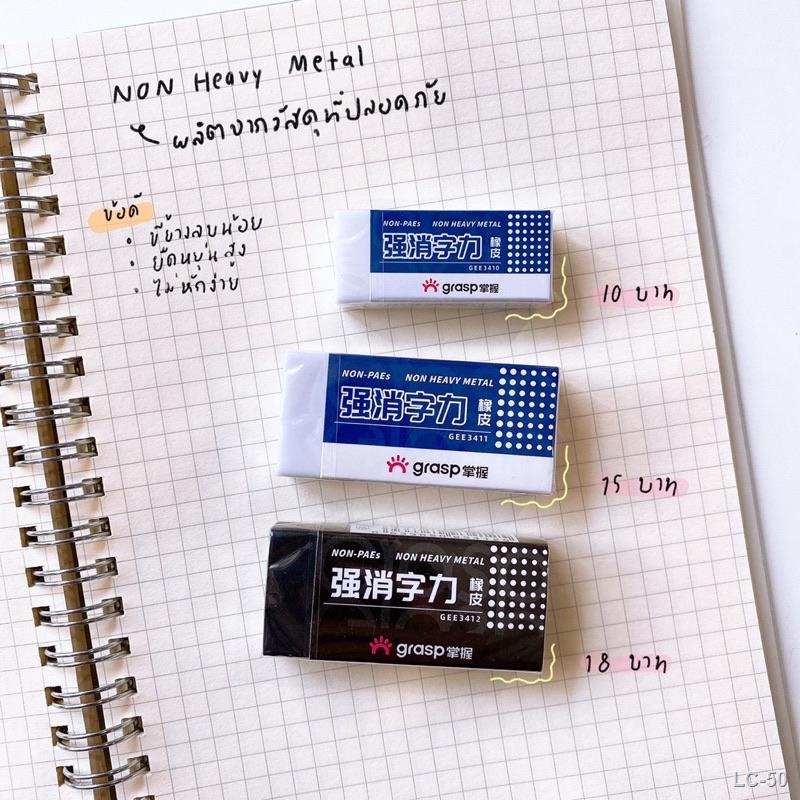 NON Heavy Metal
ผลิตจากวัสดุที่ปลอดภัย
ข้อดี
• ขี้ยางลบน้อย
• ยืดหยุ่นสูง
• ไม่หักง่าย
NON-PAEs NON HEAVY METAL
强消字力 橡皮
GEE3410
grasp掌握
10 บาท
NON-PAEs NON HEAVY METAL
强消字力 橡皮
GEE3411
grasp掌握
15 บาท
NON-PAEs NON HEAVY METAL
强消字力 橡皮
GEE3412
grasp掌握
18 บาท
LC-50